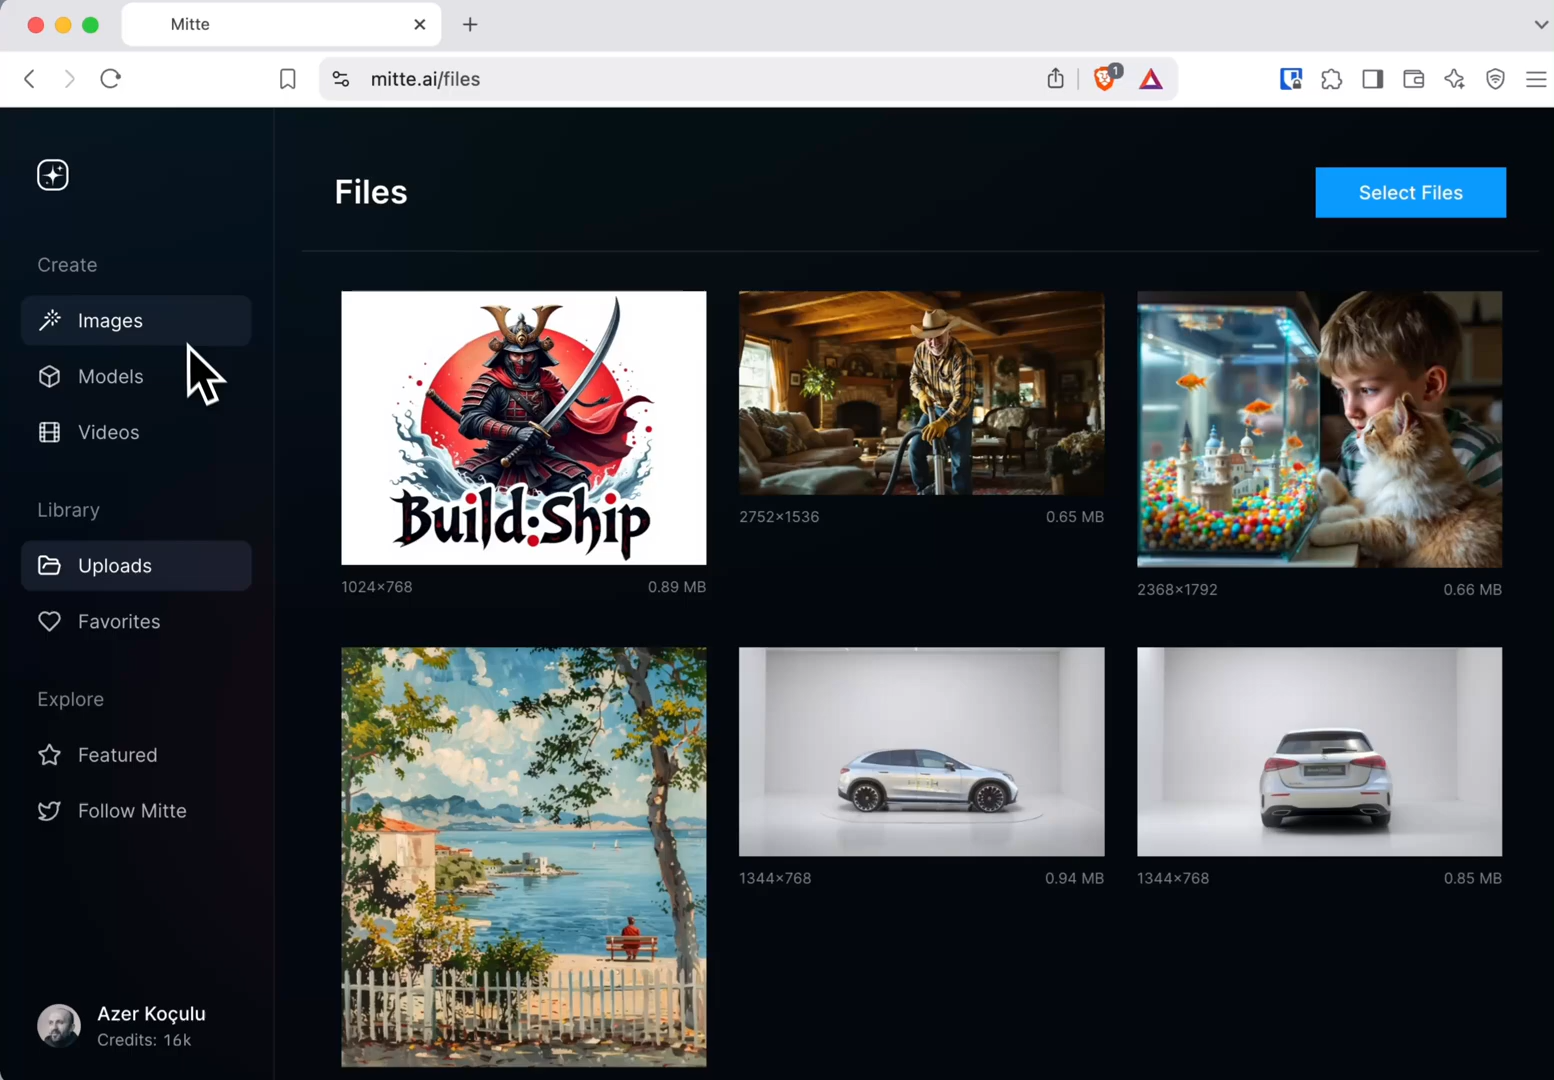 Mitte
mitte.ai/files
1
Files
Select Files
Create
Images
Models
Videos
Library
Uploads
Favorites
Explore
Featured
Follow Mitte
Azer Koçulu
Credits: 16k
Build:Ship
1024×768 0.89 MB
2752×1536 0.65 MB
2368×1792 0.66 MB
1344×768 0.94 MB
1344×768 0.85 MB